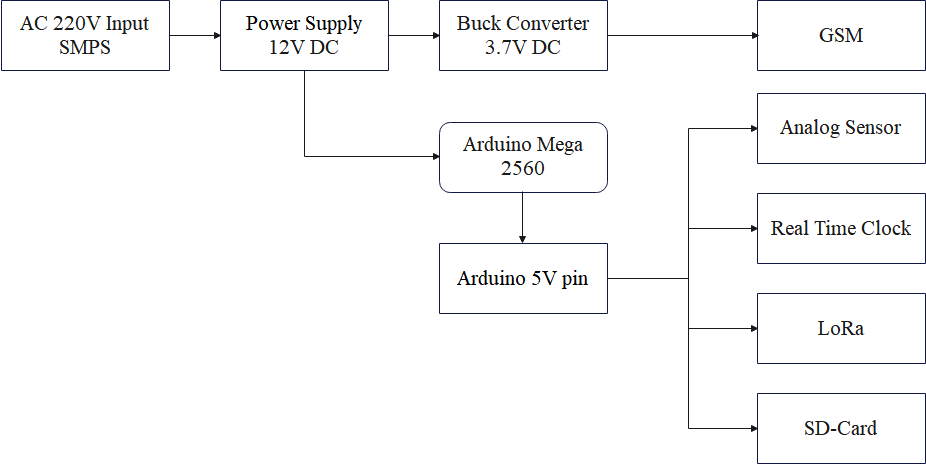 AC 220V Input
SMPS
Power Supply
12V DC
Buck Converter
3.7V DC
GSM
Arduino Mega
2560
Analog Sensor
Real Time Clock
Arduino 5V pin
LoRa
SD-Card